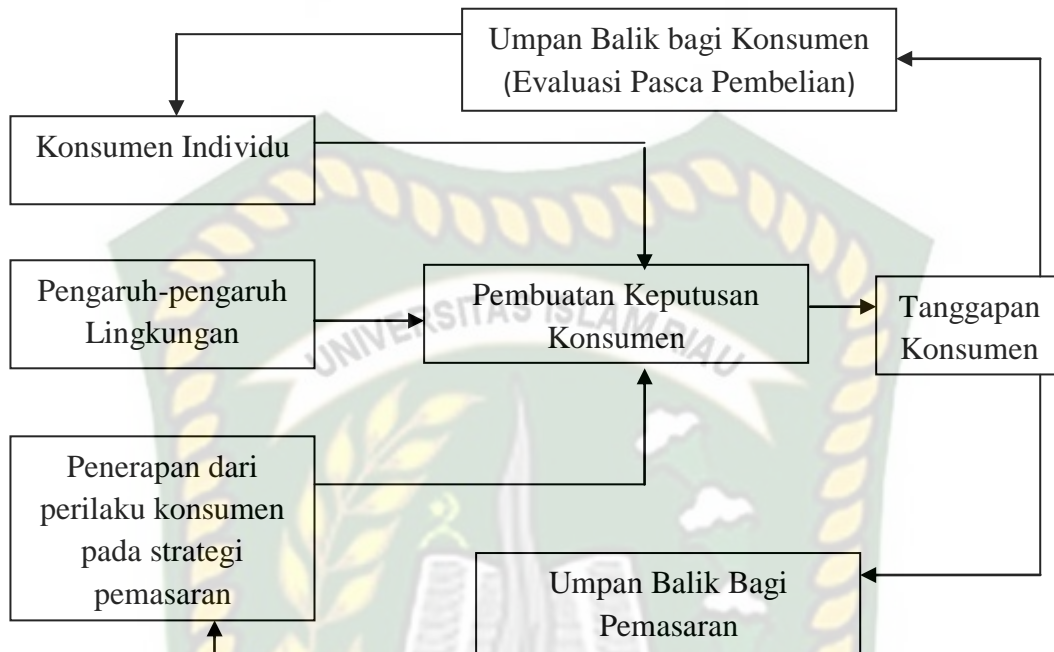 Umpan Balik bagi Konsumen
(Evaluasi Pasca Pembelian)
Konsumen Individu
Pengaruh-pengaruh
Lingkungan
Pembuatan Keputusan
Konsumen
Tanggapan
Konsumen
UNIVERSITAS ISLAM RIAU
Penerapan dari
perilaku konsumen
pada strategi
pemasaran
Umpan Balik Bagi
Pemasaran